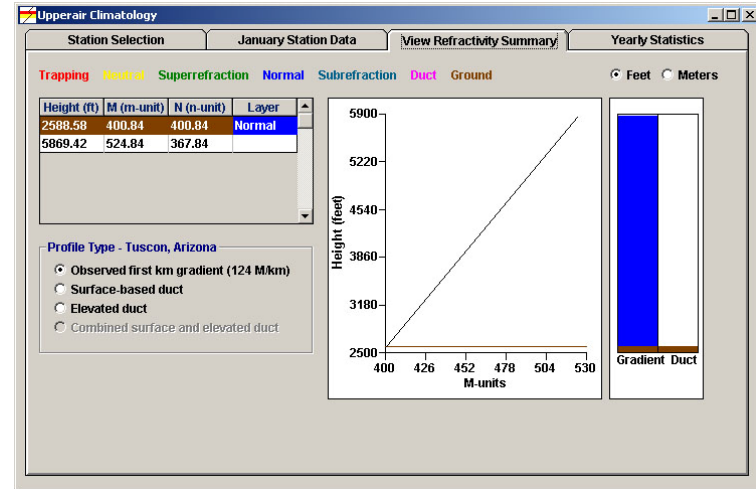 Upperair Climatology
Station Selection January Station Data View Refractivity Summary Yearly Statistics
Trapping Neutral Superrefraction Normal Subrefraction Duct Ground Feet Meters
Height (ft) M (m-unit) N (n-unit) Layer
2588.58 400.84 400.84 Normal
5869.42 524.84 367.84
Profile Type - Tuscon, Arizona
Observed first km gradient (124 M/km)
Surface-based duct
Elevated duct
Combined surface and elevated duct
Height (feet)
5900
5220
4540
3860
3180
2500
400 426 452 478 504 530
M-units
Gradient Duct